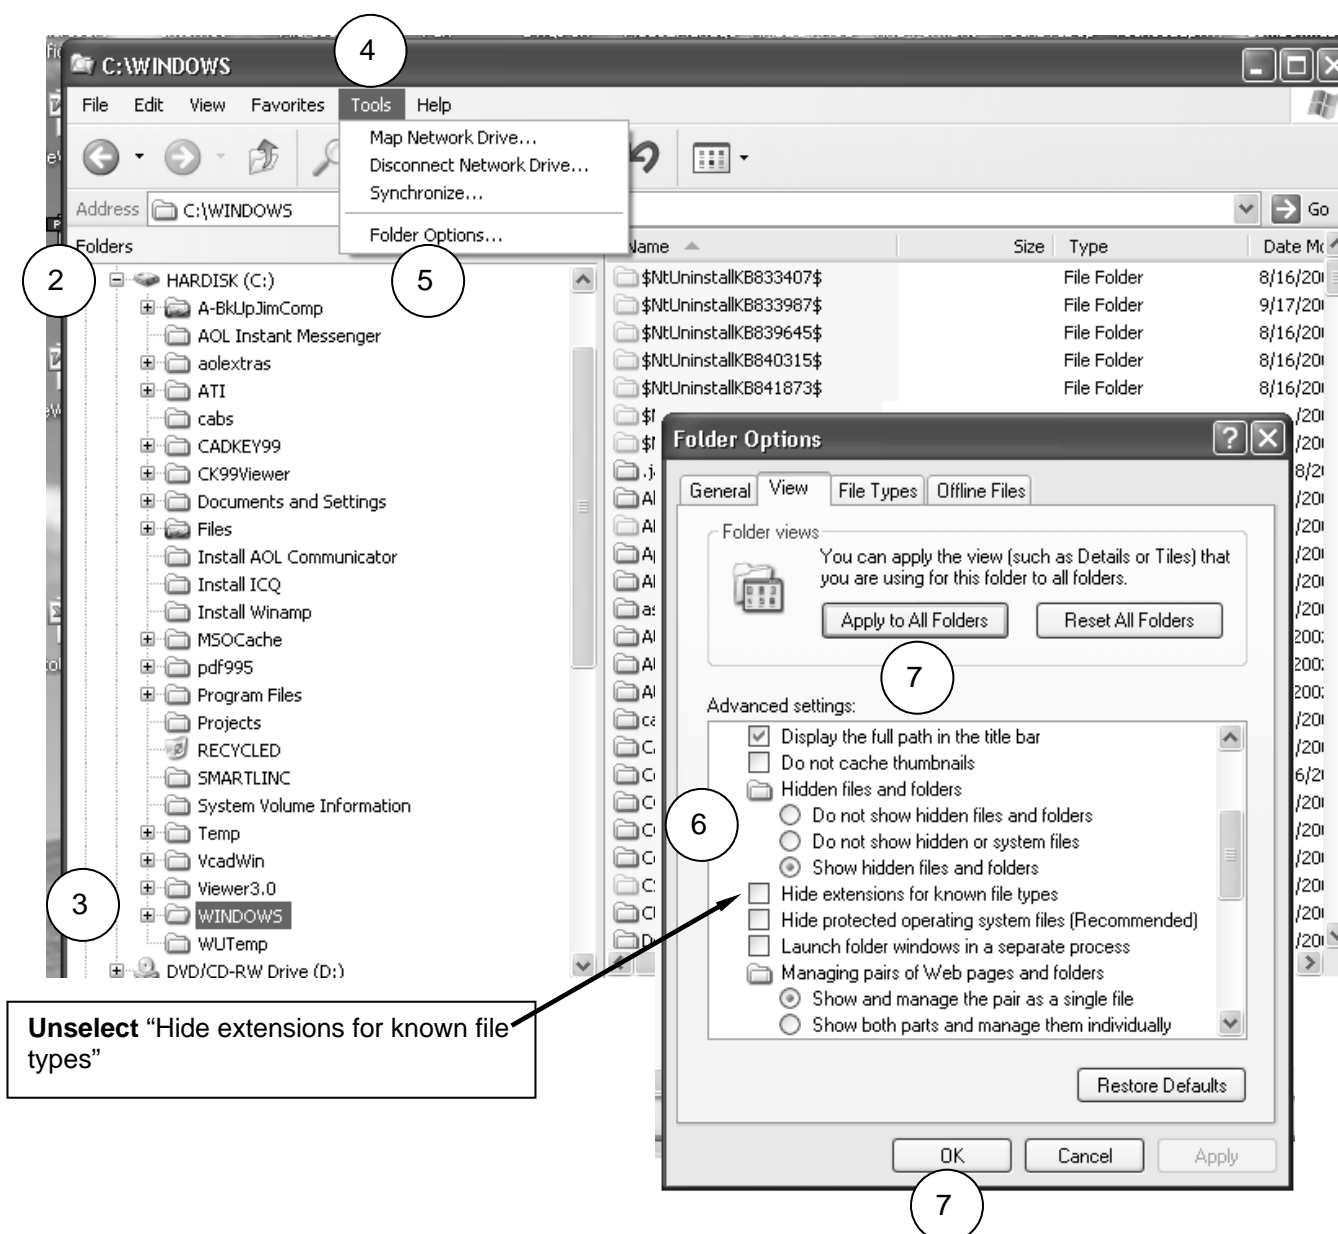 4
C:\WINDOWS
File Edit View Favorites Tools Help
Map Network Drive...
Disconnect Network Drive...
Synchronize...
Folder Options...
Address C:\WINDOWS
Go
Folders
2
5
HARDISK (C:)
A-BkUpJimComp
AOL Instant Messenger
aolextras
ATI
cabs
CADKEY99
CK99Viewer
Documents and Settings
Files
Install AOL Communicator
Install ICQ
Install Winamp
MSOCache
pdf995
Program Files
Projects
RECYCLED
SMARTLINC
System Volume Information
Temp
VcadWin
Viewer3.0
3
WINDOWS
WUTemp
DVD/CD-RW Drive (D:)
Name Size Type Date
$NtUninstallKB833407$ File Folder 8/16/20
$NtUninstallKB833987$ File Folder 9/17/20
$NtUninstallKB839645$ File Folder 8/16/20
$NtUninstallKB840315$ File Folder 8/16/20
$NtUninstallKB841873$ File Folder 8/16/20
Folder Options
General View File Types Offline Files
Folder views
You can apply the view (such as Details or Tiles) that
you are using for this folder to all folders.
Apply to All Folders Reset All Folders
7
Advanced settings:
Display the full path in the title bar
Do not cache thumbnails
Hidden files and folders
6
Do not show hidden files and folders
Do not show hidden or system files
Show hidden files and folders
Hide extensions for known file types
Hide protected operating system files (Recommended)
Launch folder windows in a separate process
Managing pairs of Web pages and folders
Show and manage the pair as a single file
Show both parts and manage them individually
Restore Defaults
OK Cancel Apply
7
Unselect “Hide extensions for known file
types”